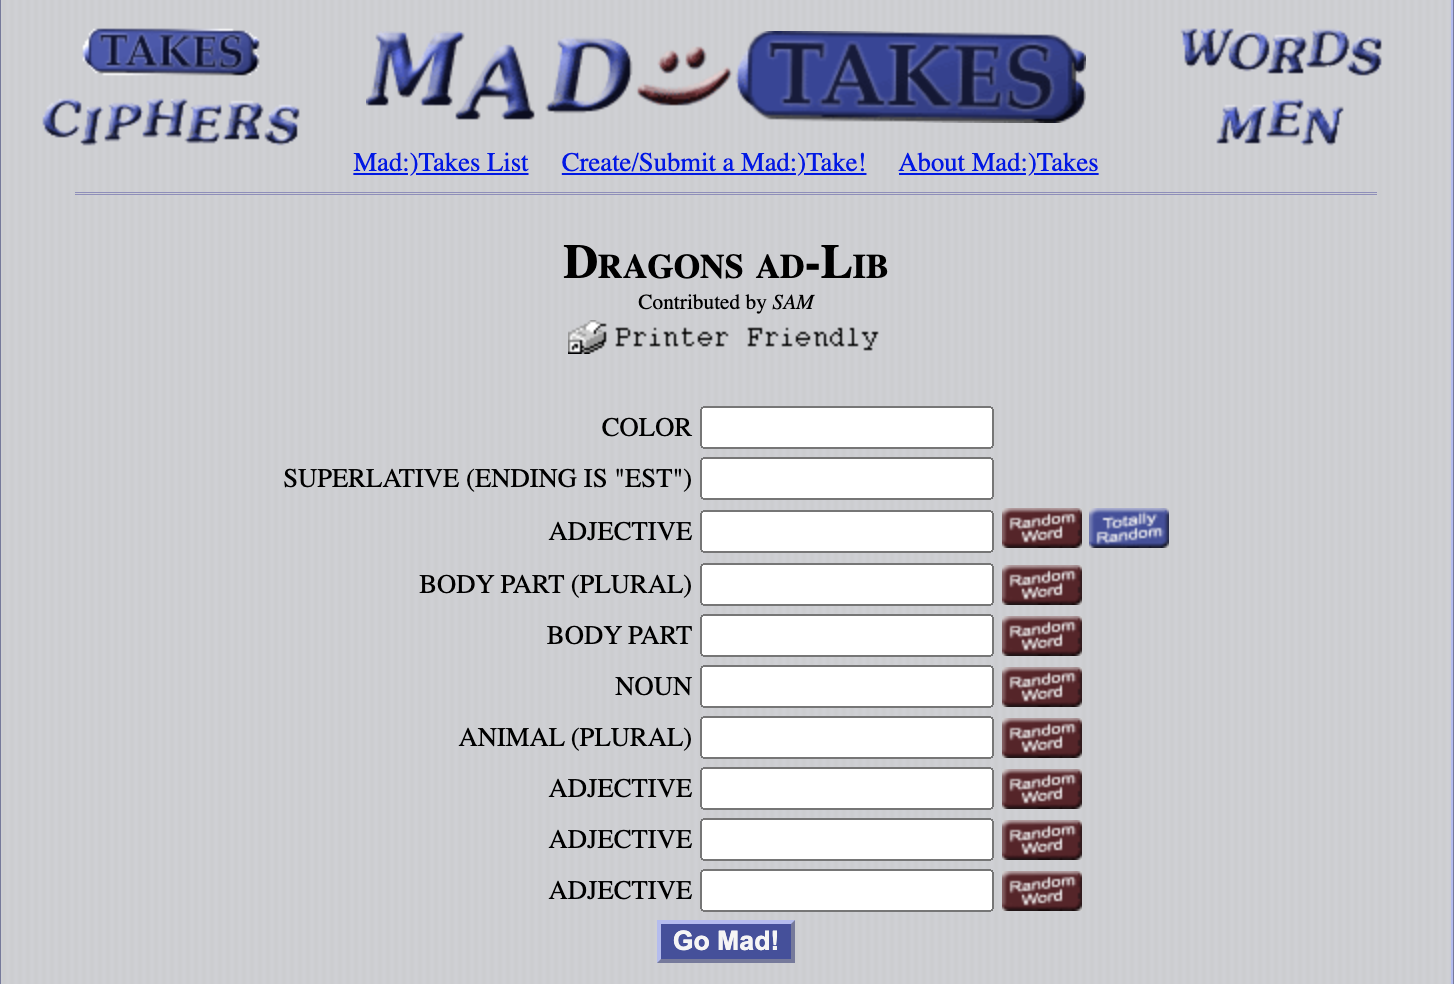 TAKES
CIPHERS
MAD:)TAKES
WORDS
MEN
Mad:)Takes List Create/Submit a Mad:)Take! About Mad:)Takes
DRAGONS AD-LIB
Contributed by SAM
Printer Friendly
COLOR
SUPERLATIVE (ENDING IS "EST")
ADJECTIVE Random Word Totally Random
BODY PART (PLURAL) Random Word
BODY PART Random Word
NOUN Random Word
ANIMAL (PLURAL) Random Word
ADJECTIVE Random Word
ADJECTIVE Random Word
ADJECTIVE Random Word
Go Mad!